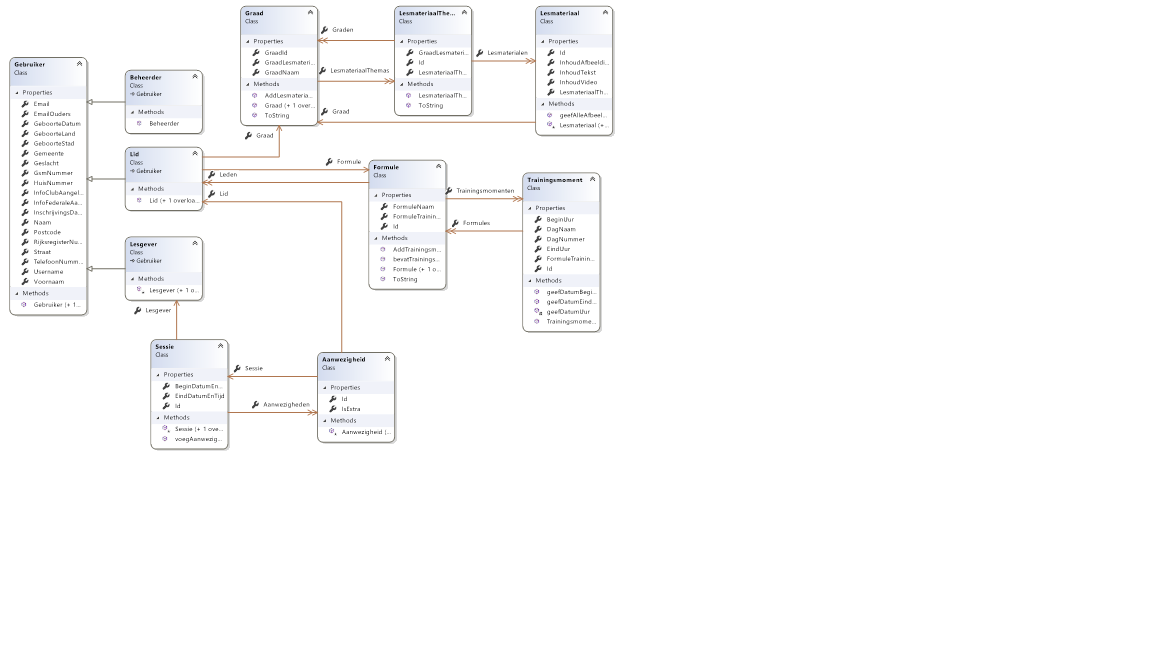 Gebruiker
Class
Properties
Email
EmailOuders
GeboorteDatum
GeboorteLand
GeboorteStad
Gemeente
Geslacht
GsmNummer
HuisNummer
InfoClubAangel...
InfoFederaleAa...
InschrijvingsDa...
Naam
Postcode
RijksregisterNu...
Straat
TelefoonNumm...
Username
Voornaam
Methods
Gebruiker (+ 1...
Beheerder
Class
Gebruiker
Methods
Beheerder
Lid
Class
Gebruiker
Methods
Lid (+ 1 overloa...
Lesgever
Class
Gebruiker
Methods
Lesgever (+ 1 o...
Lesgever
Sessie
Class
Properties
BeginDatumEn...
EindDatumEnTijd
Id
Methods
Sessie (+ 1 ove...
voegAanwezig...
Graad
Class
Properties
GraadId
GraadLesmateri...
GraadNaam
Methods
AddLesmateria...
Graad (+ 1 over...
ToString
Graad
Graden
LesmateriaalThemas
Graad
LesmateriaalThe...
Class
Properties
GraadLesmateri...
Id
LesmateriaalTh...
Methods
LesmateriaalTh...
ToString
Lesmaterialen
Lesmateriaal
Class
Properties
Id
InhoudAfbeeldi...
InhoudTekst
InhoudVideo
LesmateriaalTh...
Methods
geefAlleAfbeel...
Lesmateriaal (+...
Formule
Leden
Lid
Formule
Class
Properties
FormuleNaam
FormuleTrainin...
Id
Methods
AddTrainingsm...
bevatTrainings...
Formule (+ 1 o...
ToString
Trainingsmomenten
Formules
Trainingsmoment
Class
Properties
BeginUur
DagNaam
DagNummer
EindUur
FormuleTrainin...
Id
Methods
geefDatumBegi...
geefDatumEind...
geefDatumUur
Trainingsmome...
Sessie
Aanwezigheden
Aanwezigheid
Class
Properties
Id
IsExtra
Methods
Aanwezigheid (...